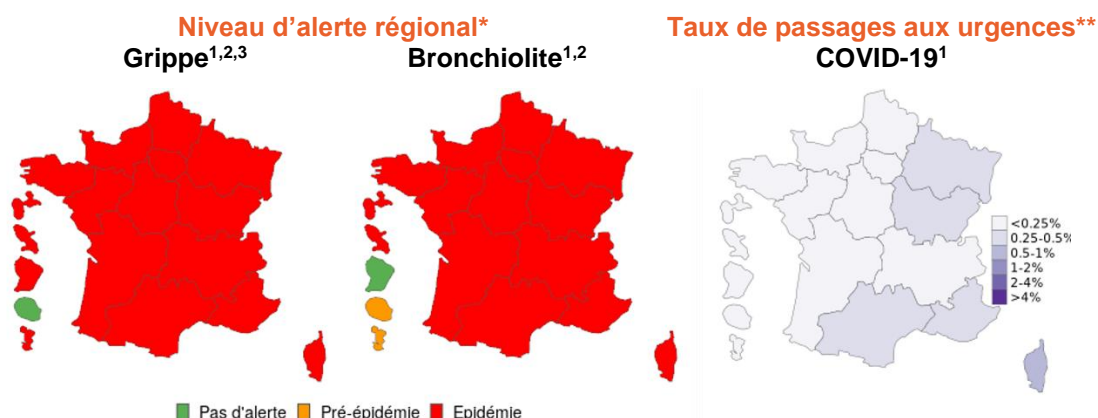 Niveau d’alerte régional*
Taux de passages aux urgences**
Grippe1,2,3
Bronchiolite1,2
COVID-191
<0.25%
0.25-0.5%
0.5-1%
1-2%
2-4%
>4%
Pas d'alerte
Pré-épidémie
Epidémie